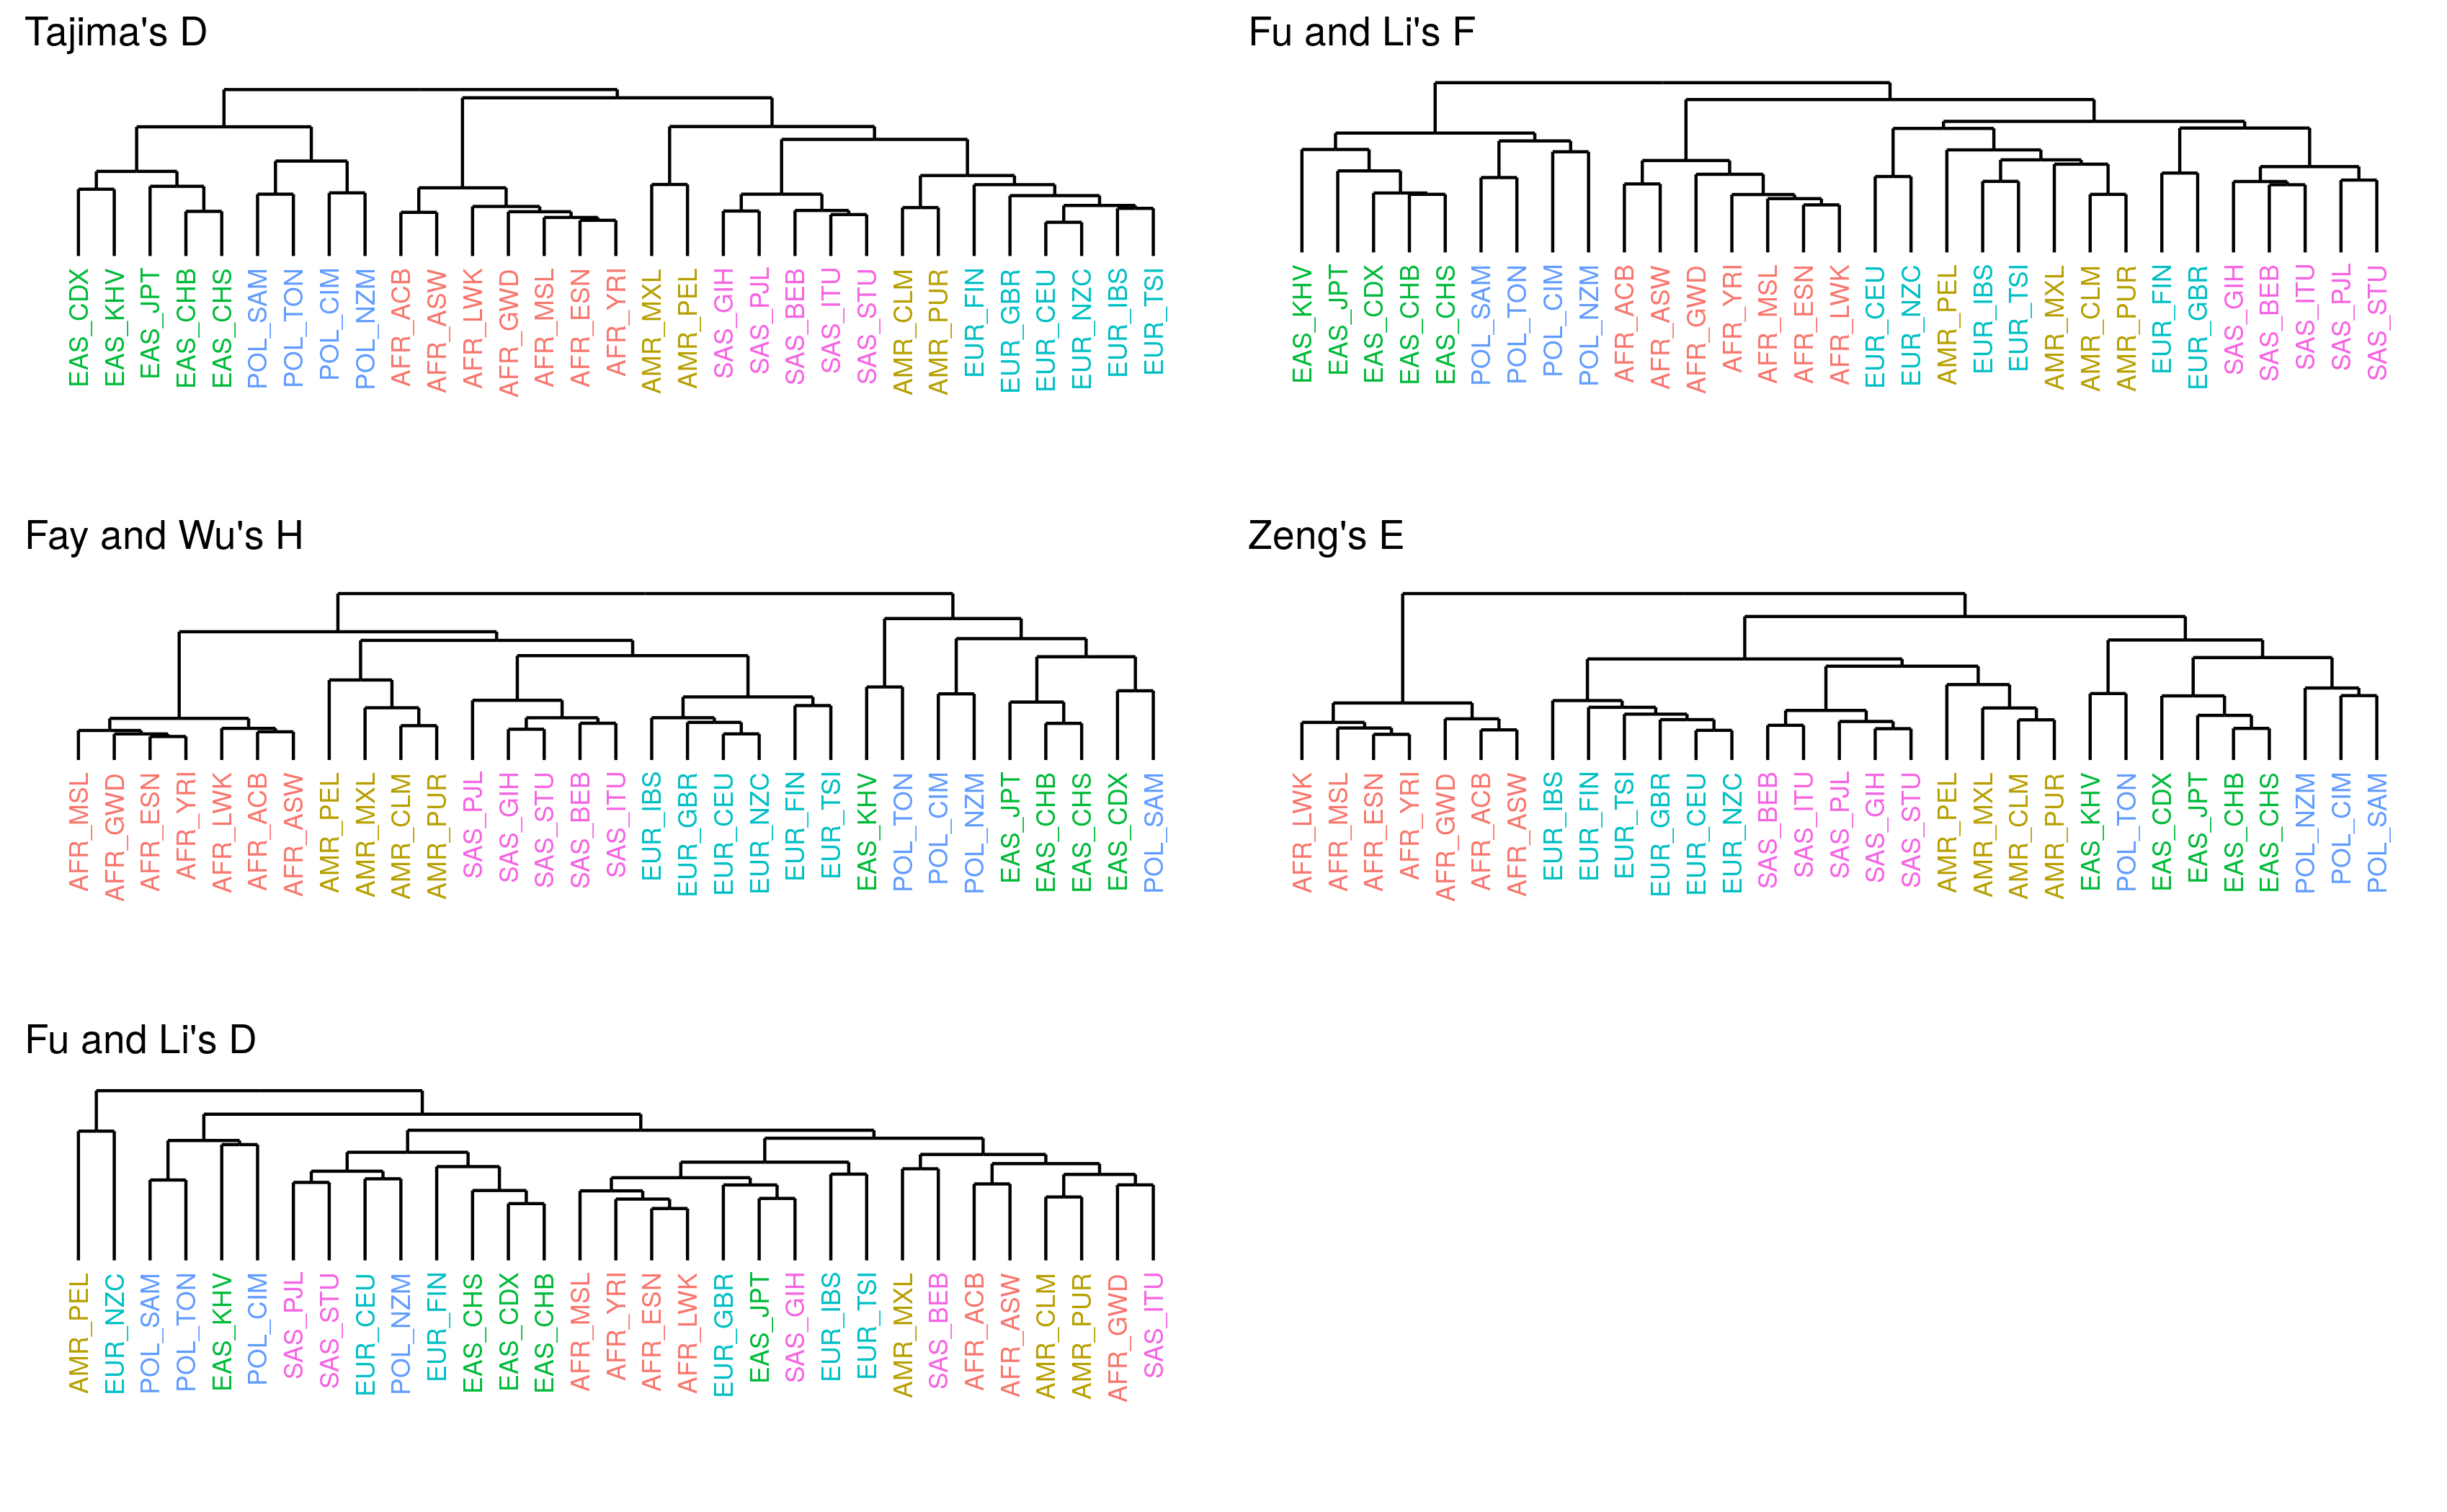 Tajima's D
EAS_CDX
EAS_KHV
EAS_JPT
EAS_CHB
EAS_CHS
POL_SAM
POL_TON
POL_CIM
POL_NZM
AFR_ACB
AFR_ASW
AFR_LWK
AFR_GWD
AFR_MSL
AFR_ESN
AFR_YRI
AMR_MXL
AMR_PEL
SAS_GIH
SAS_PJL
SAS_BEB
SAS_ITU
SAS_STU
AMR_CLM
AMR_PUR
EUR_FIN
EUR_GBR
EUR_CEU
EUR_NZC
EUR_IBS
EUR_TSI
Fu and Li's F
EAS_KHV
EAS_JPT
EAS_CDX
EAS_CHB
EAS_CHS
POL_SAM
POL_TON
POL_CIM
POL_NZM
AFR_ACB
AFR_ASW
AFR_GWD
AFR_YRI
AFR_MSL
AFR_ESN
AFR_LWK
EUR_CEU
EUR_NZC
AMR_PEL
EUR_IBS
EUR_TSI
AMR_MXL
AMR_CLM
AMR_PUR
EUR_FIN
EUR_GBR
SAS_GIH
SAS_BEB
SAS_ITU
SAS_PJL
SAS_STU
Fay and Wu's H
AFR_MSL
AFR_GWD
AFR_ESN
AFR_YRI
AFR_LWK
AFR_ACB
AFR_ASW
AMR_PEL
AMR_MXL
AMR_CLM
AMR_PUR
SAS_PJL
SAS_GIH
SAS_STU
SAS_BEB
SAS_ITU
EUR_IBS
EUR_GBR
EUR_CEU
EUR_NZC
EUR_FIN
EUR_TSI
EAS_KHV
POL_TON
POL_CIM
POL_NZM
EAS_JPT
EAS_CHB
EAS_CHS
EAS_CDX
POL_SAM
Zeng's E
AFR_LWK
AFR_MSL
AFR_ESN
AFR_YRI
AFR_GWD
AFR_ACB
AFR_ASW
EUR_IBS
EUR_FIN
EUR_TSI
EUR_GBR
EUR_CEU
EUR_NZC
SAS_BEB
SAS_ITU
SAS_PJL
SAS_GIH
SAS_STU
AMR_PEL
AMR_MXL
AMR_CLM
AMR_PUR
EAS_KHV
POL_TON
EAS_CDX
EAS_JPT
EAS_CHB
EAS_CHS
POL_NZM
POL_CIM
POL_SAM
Fu and Li's D
AMR_PEL
EUR_NZC
POL_SAM
POL_TON
EAS_KHV
POL_CIM
SAS_PJL
SAS_STU
EUR_CEU
POL_NZM
EUR_FIN
EAS_CHS
EAS_CDX
EAS_CHB
AFR_MSL
AFR_YRI
AFR_ESN
AFR_LWK
EUR_GBR
EAS_JPT
SAS_GIH
EUR_IBS
EUR_TSI
AMR_MXL
SAS_BEB
AFR_ACB
AFR_ASW
AMR_CLM
AMR_PUR
AFR_GWD
SAS_ITU